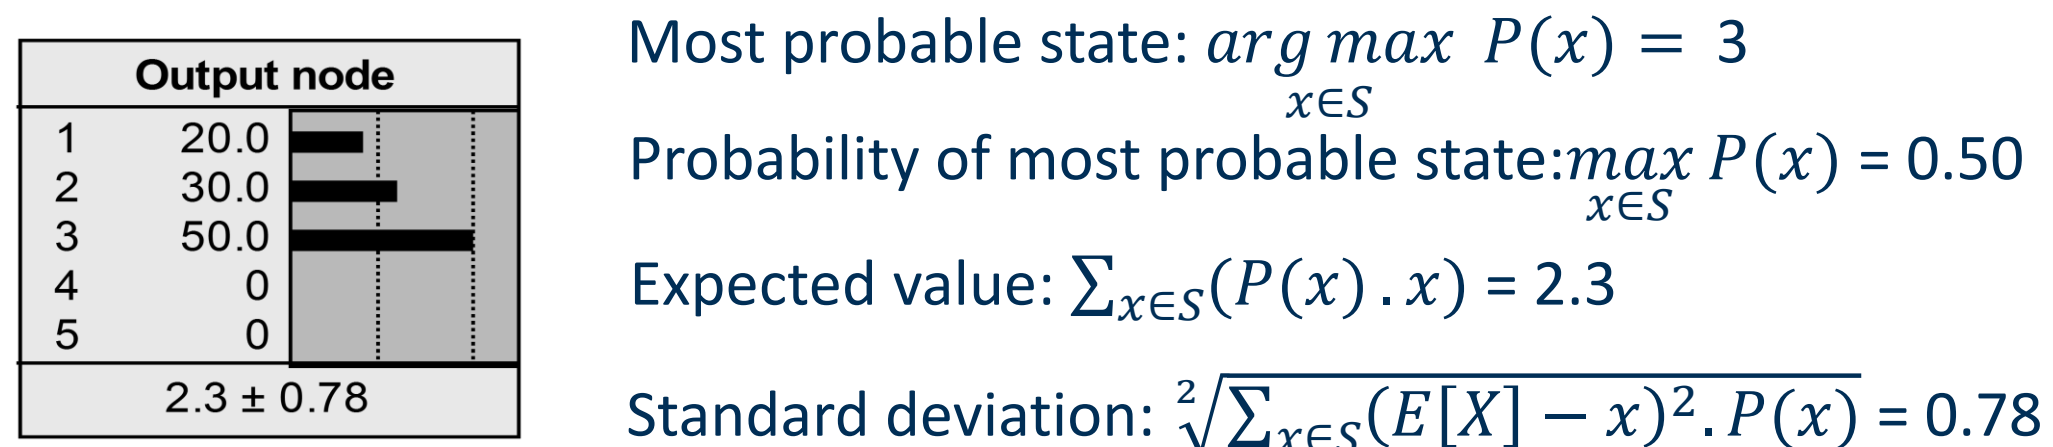 Output node
1 20.0
2 30.0
3 50.0
4 0
5 0
2.3 ± 0.78
Most probable state: arg max P(x) = 3
x∈S
Probability of most probable state:max P(x) = 0.50
x∈S
Expected value: ∑x∈S(P(x) . x) = 2.3
Standard deviation: 2√∑x∈S(E[X] − x)². P(x) = 0.78